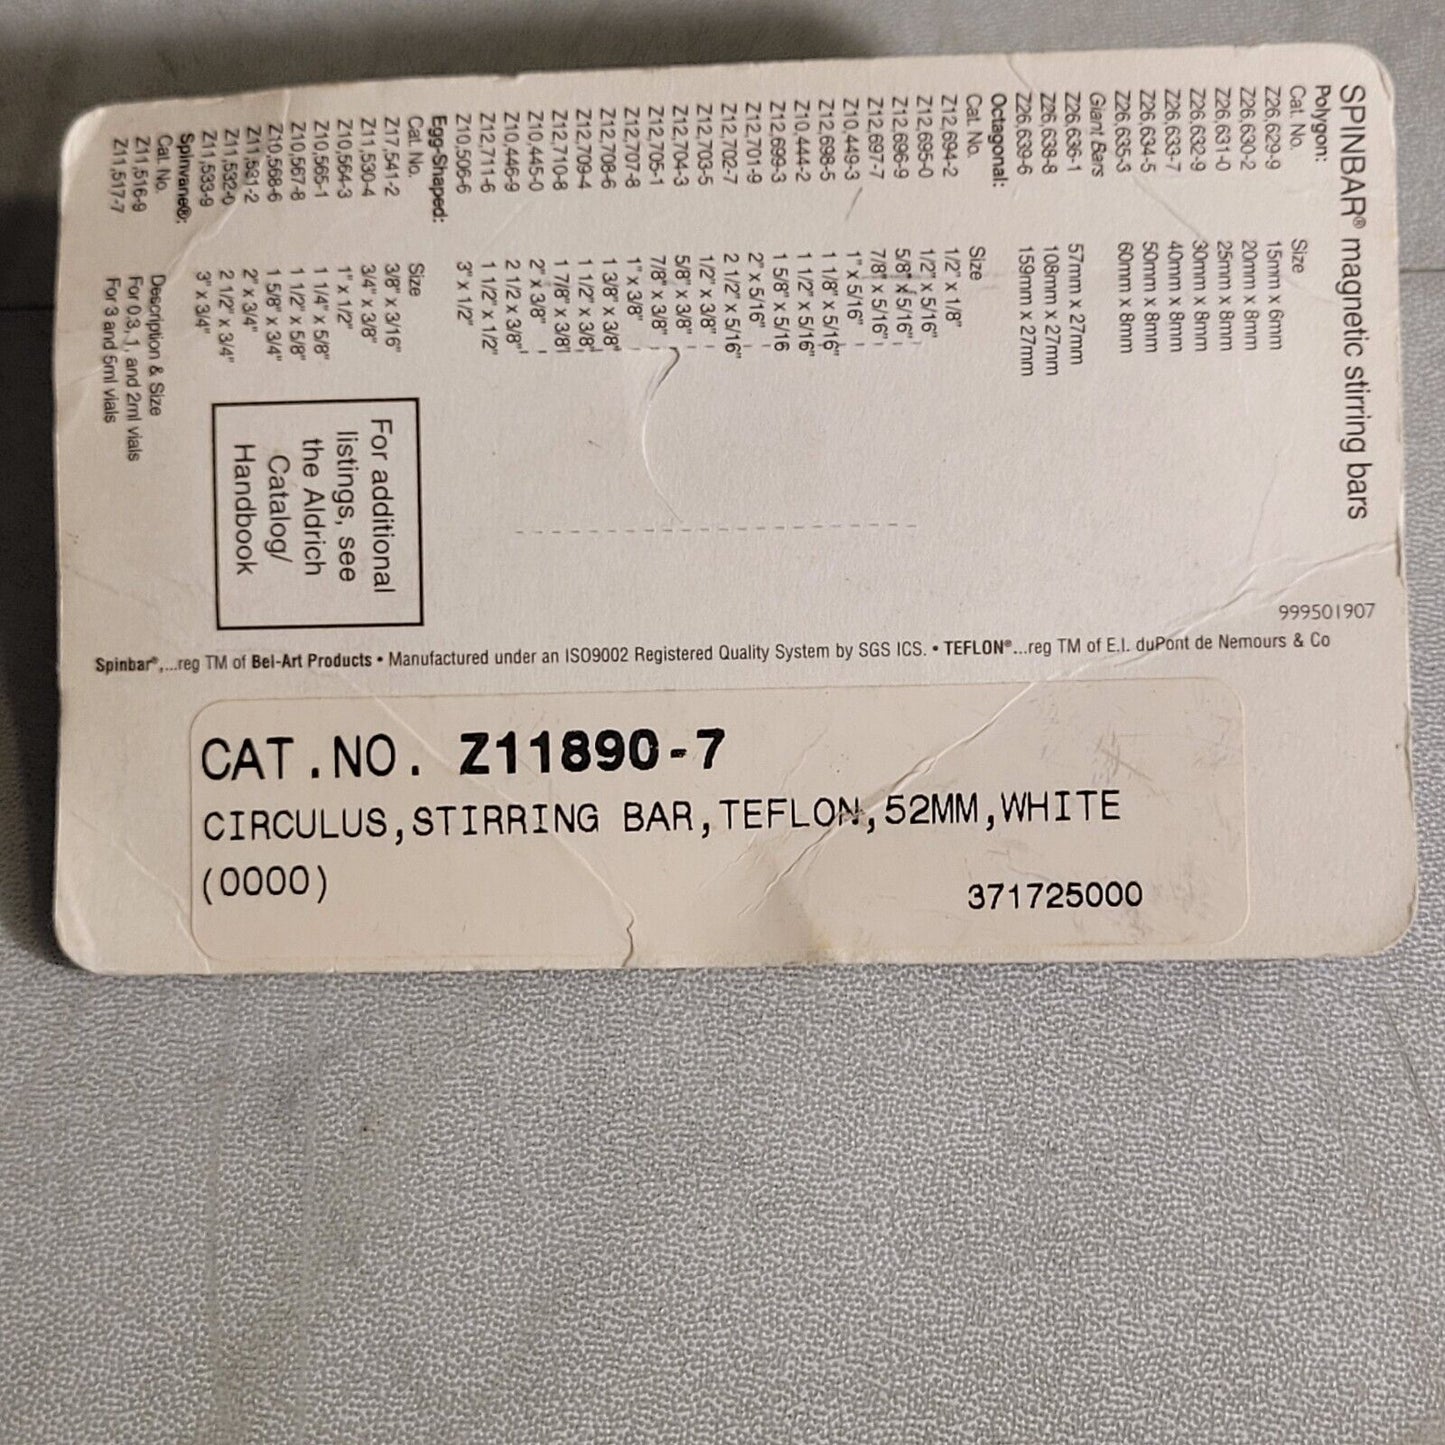 SPINBAR® magnetic stirring bars
Polygon:
Cat. No. Size
Z26,629-9 15mm x 6mm
Z26,630-2 20mm x 8mm
Z26,631-0 25mm x 8mm
Z26,632-9 30mm x 8mm
Z26,633-7 40mm x 8mm
Z26,634-5 50mm x 8mm
Z26,635-3 60mm x 8mm
Giant Bars
Z26,636-1 57mm x 27mm
Z26,638-8 108mm x 27mm
Z26,639-6 159mm x 27mm
Octagonal:
Cat. No. Size
Z12,694-2 1/2" x 1/8"
Z12,695-0 1/2" x 5/16"
Z12,696-9 5/8" x 5/16"
Z12,697-7 7/8" x 5/16"
Z10,449-3 1" x 5/16"
Z12,698-5 1 1/8" x 5/16"
Z10,444-2 1 1/2" x 5/16"
Z12,699-3 1 5/8" x 5/16
Z12,701-9 2" x 5/16"
Z12,702-7 2 1/2" x 5/16"
Z12,703-5 1/2" x 3/8"
Z12,704-3 5/8" x 3/8"
Z12,705-1 7/8" x 3/8"
Z12,707-8 1" x 3/8"
Z12,708-6 1 3/8" x 3/8"
Z12,709-4 1 1/2" x 3/8"
Z12,710-8 1 7/8" x 3/8"
Z10,445-0 2" x 3/8"
Z10,446-9 2 1/2 x 3/8"
Z12,711-6 1 1/2" x 1/2"
Z10,506-6 3" x 1/2"
Egg-Shaped:
Cat. No. Size
Z17,541-2 3/8" x 3/16"
Z11,530-4 3/4" x 3/8"
Z10,564-3 1" x 1/2"
Z10,565-1 1 1/4" x 5/8"
Z10,567-8 1 1/2" x 5/8"
Z10,568-6 1 5/8" x 3/4"
Z11,531-2 2" x 3/4"
Z11,532-0 2 1/2" x 3/4"
Z11,533-9 3" x 3/4"
Spinvane®:
Cat. No. Description & Size
Z11,516-9 For 0.3, 1, and 2ml vials
Z11,517-7 For 3 and 5ml vials
For additional
listings, see
the Aldrich
Catalog/
Handbook
999501907
Spinbar®,...reg TM of Bel-Art Products • Manufactured under an ISO9002 Registered Quality System by SGS ICS. • TEFLON®...reg TM of E.I. duPont de Nemours & Co
CAT.NO. Z11890-7
CIRCULUS,STIRRING BAR,TEFLON,52MM,WHITE
(0000) 371725000